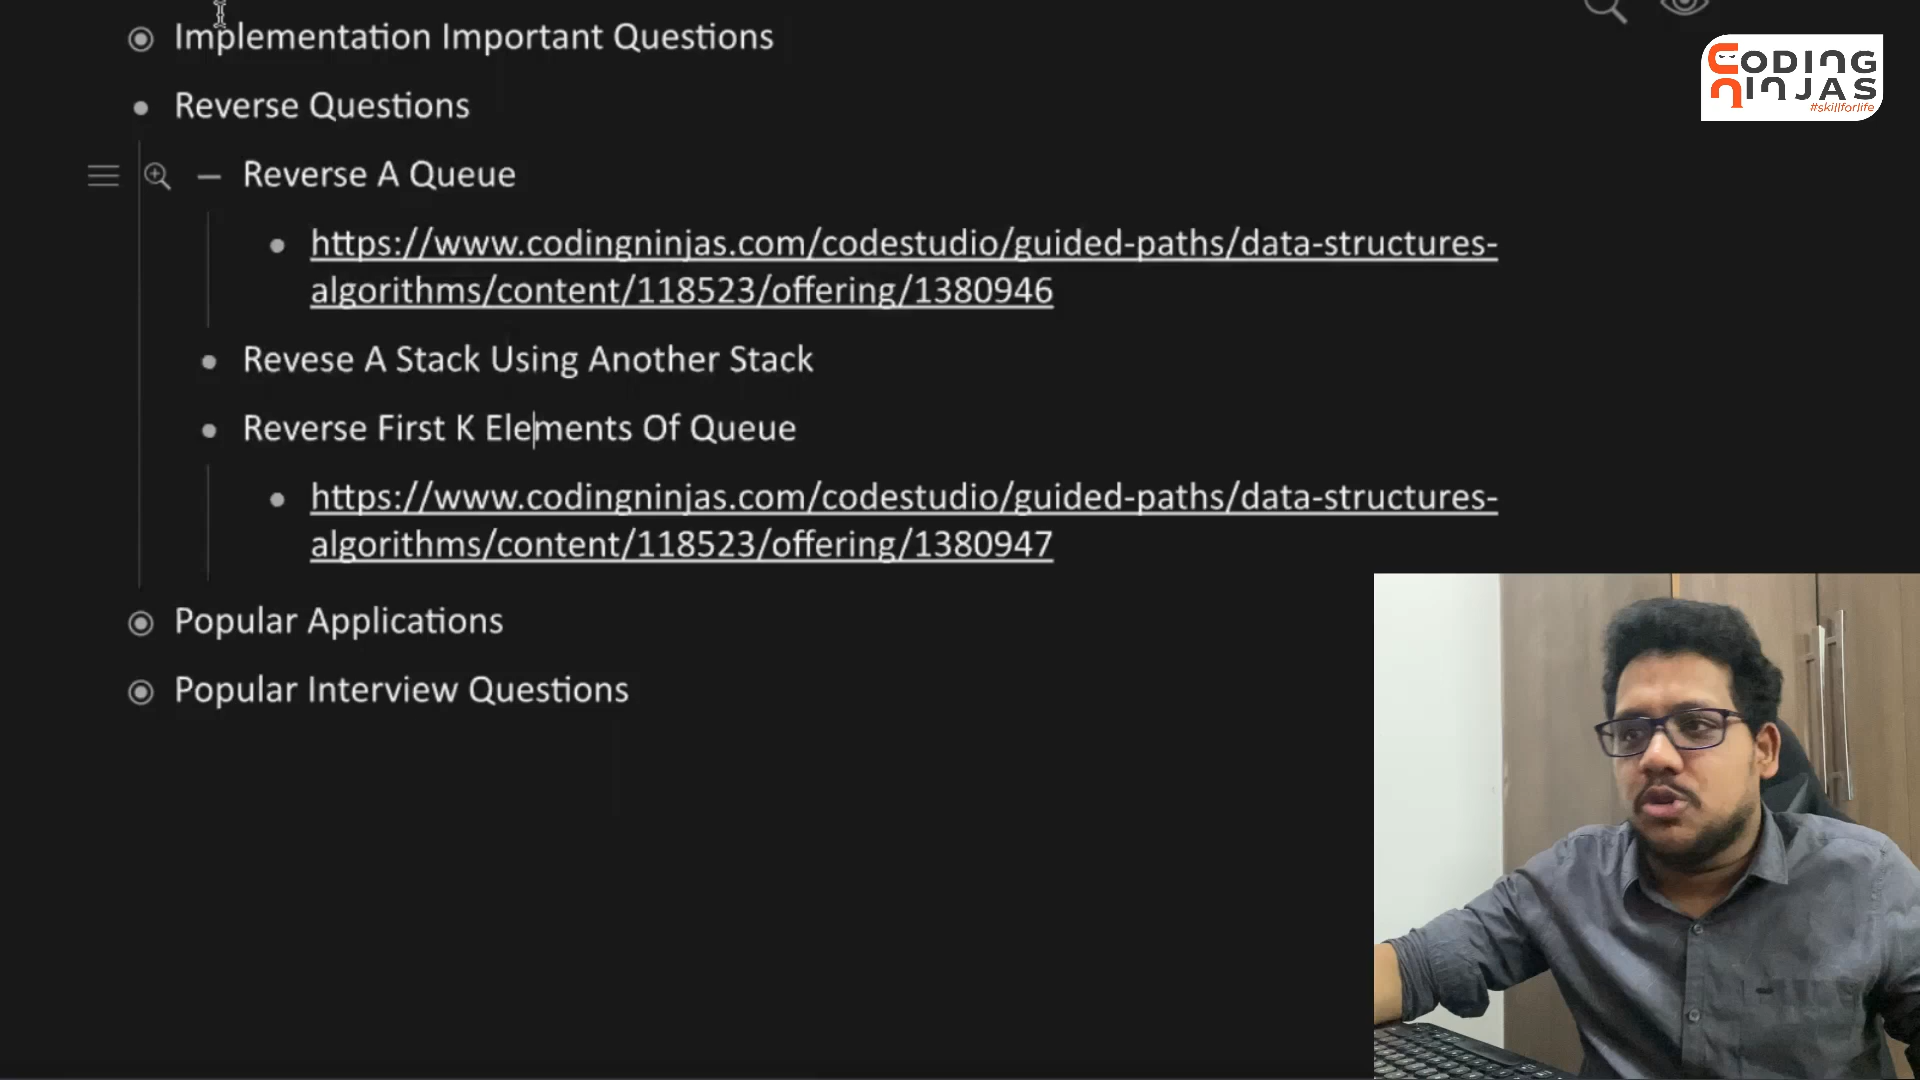 Implementation Important Questions
CODING
NINJAS
#skillforlife
Reverse Questions
Reverse A Queue
https://www.codingninjas.com/codestudio/guided-paths/data-structures-
algorithms/content/118523/offering/1380946
Revese A Stack Using Another Stack
Reverse First K Elements Of Queue
https://www.codingninjas.com/codestudio/guided-paths/data-structures-
algorithms/content/118523/offering/1380947
Popular Applications
Popular Interview Questions